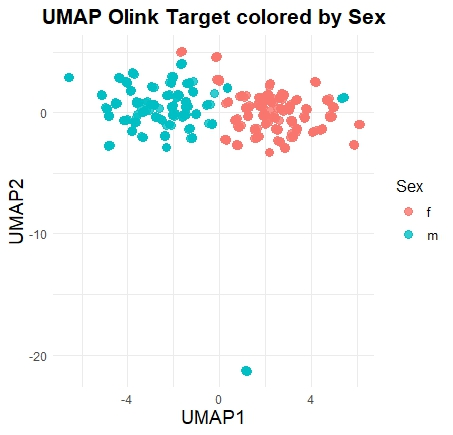 UMAP Olink Target colored by Sex
0
-10
-20
UMAP2
-4
0
4
UMAP1
Sex
f
m